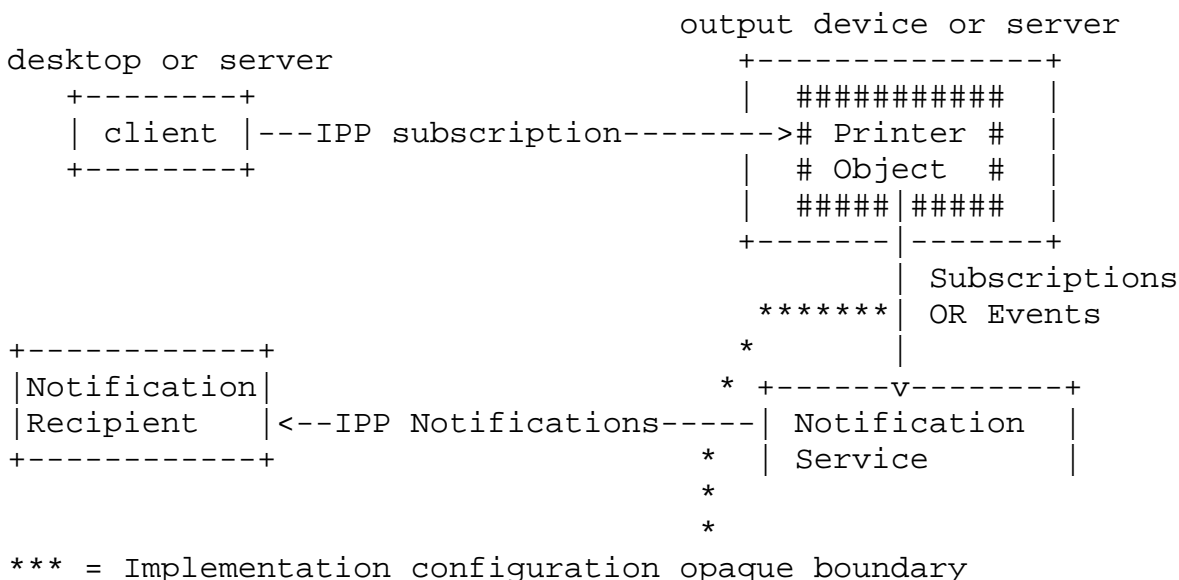 output device or server
desktop or server                              +---------------+
    +--------+                                 |  ###########  |
    | client |---IPP subscription--------># Printer #  |
    +--------+                                 |  # Object  #  |
                                               |  #####|#####  |
                                               +-------|-------+
                                                       | Subscriptions
                                                *******| OR Events
+------------+                                 *       |
|Notification|                                * +------v--------+
|Recipient   |<--IPP Notifications-----| Notification  |
+------------+                               *  | Service       |
                                             *
                                             *
*** = Implementation configuration opaque boundary